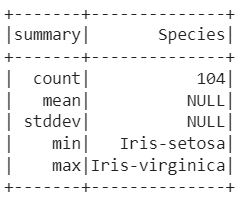 +-------+--------------+
|summary|       Species|
+-------+--------------+
|  count|           104|
|   mean|          NULL|
| stddev|          NULL|
|    min|   Iris-setosa|
|    max|Iris-virginica|
+-------+--------------+